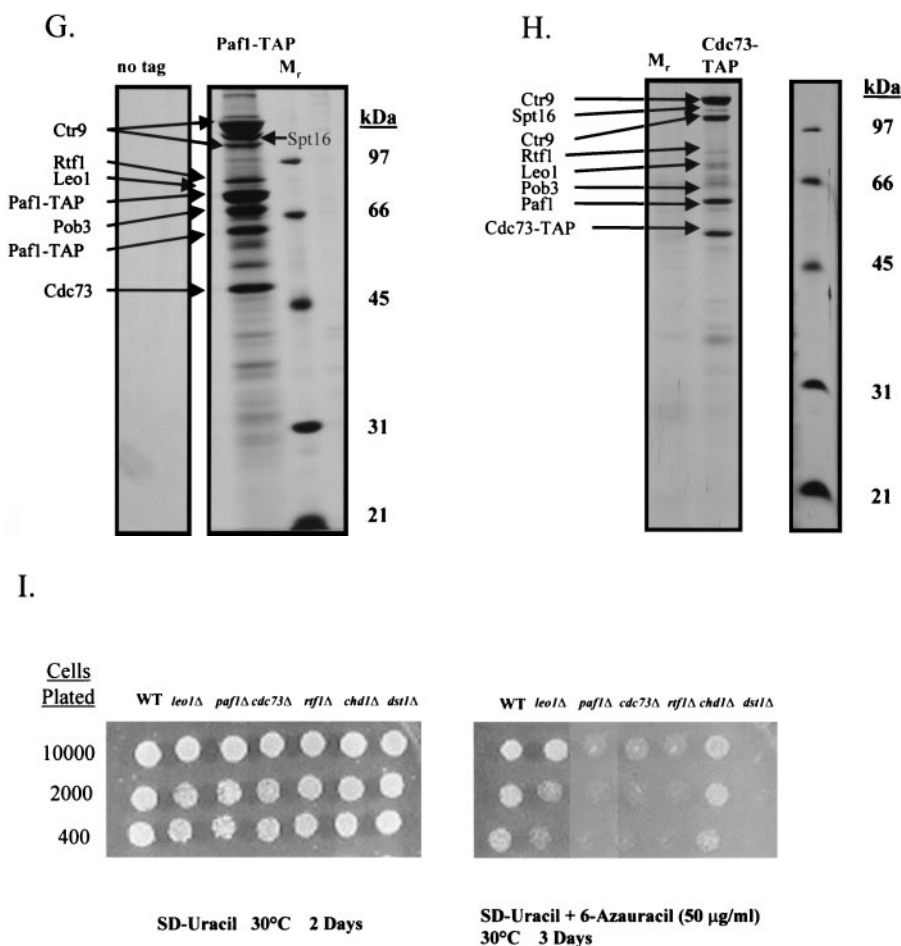 G.
Paf1-TAP
no tag
Mr
kDa
Ctr9
Spt16
97
Rtf1
Leo1
Paf1-TAP
66
Pob3
Paf1-TAP
Cdc73
45
31
21
H.
Cdc73-
TAP
Mr
kDa
Ctr9
Spt16
97
Ctr9
Rtf1
Leo1
66
Pob3
Paf1
Cdc73-TAP
45
31
21
I.
Cells
Plated
WT leo1Δ paf1Δ cdc73Δ rtf1Δ chd1Δ dst1Δ
WT leo1Δ paf1Δ cdc73Δ rtf1Δ chd1Δ dst1Δ
10000
2000
400
SD-Uracil 30°C 2 Days
SD-Uracil + 6-Azauracil (50 µg/ml)
30°C 3 Days